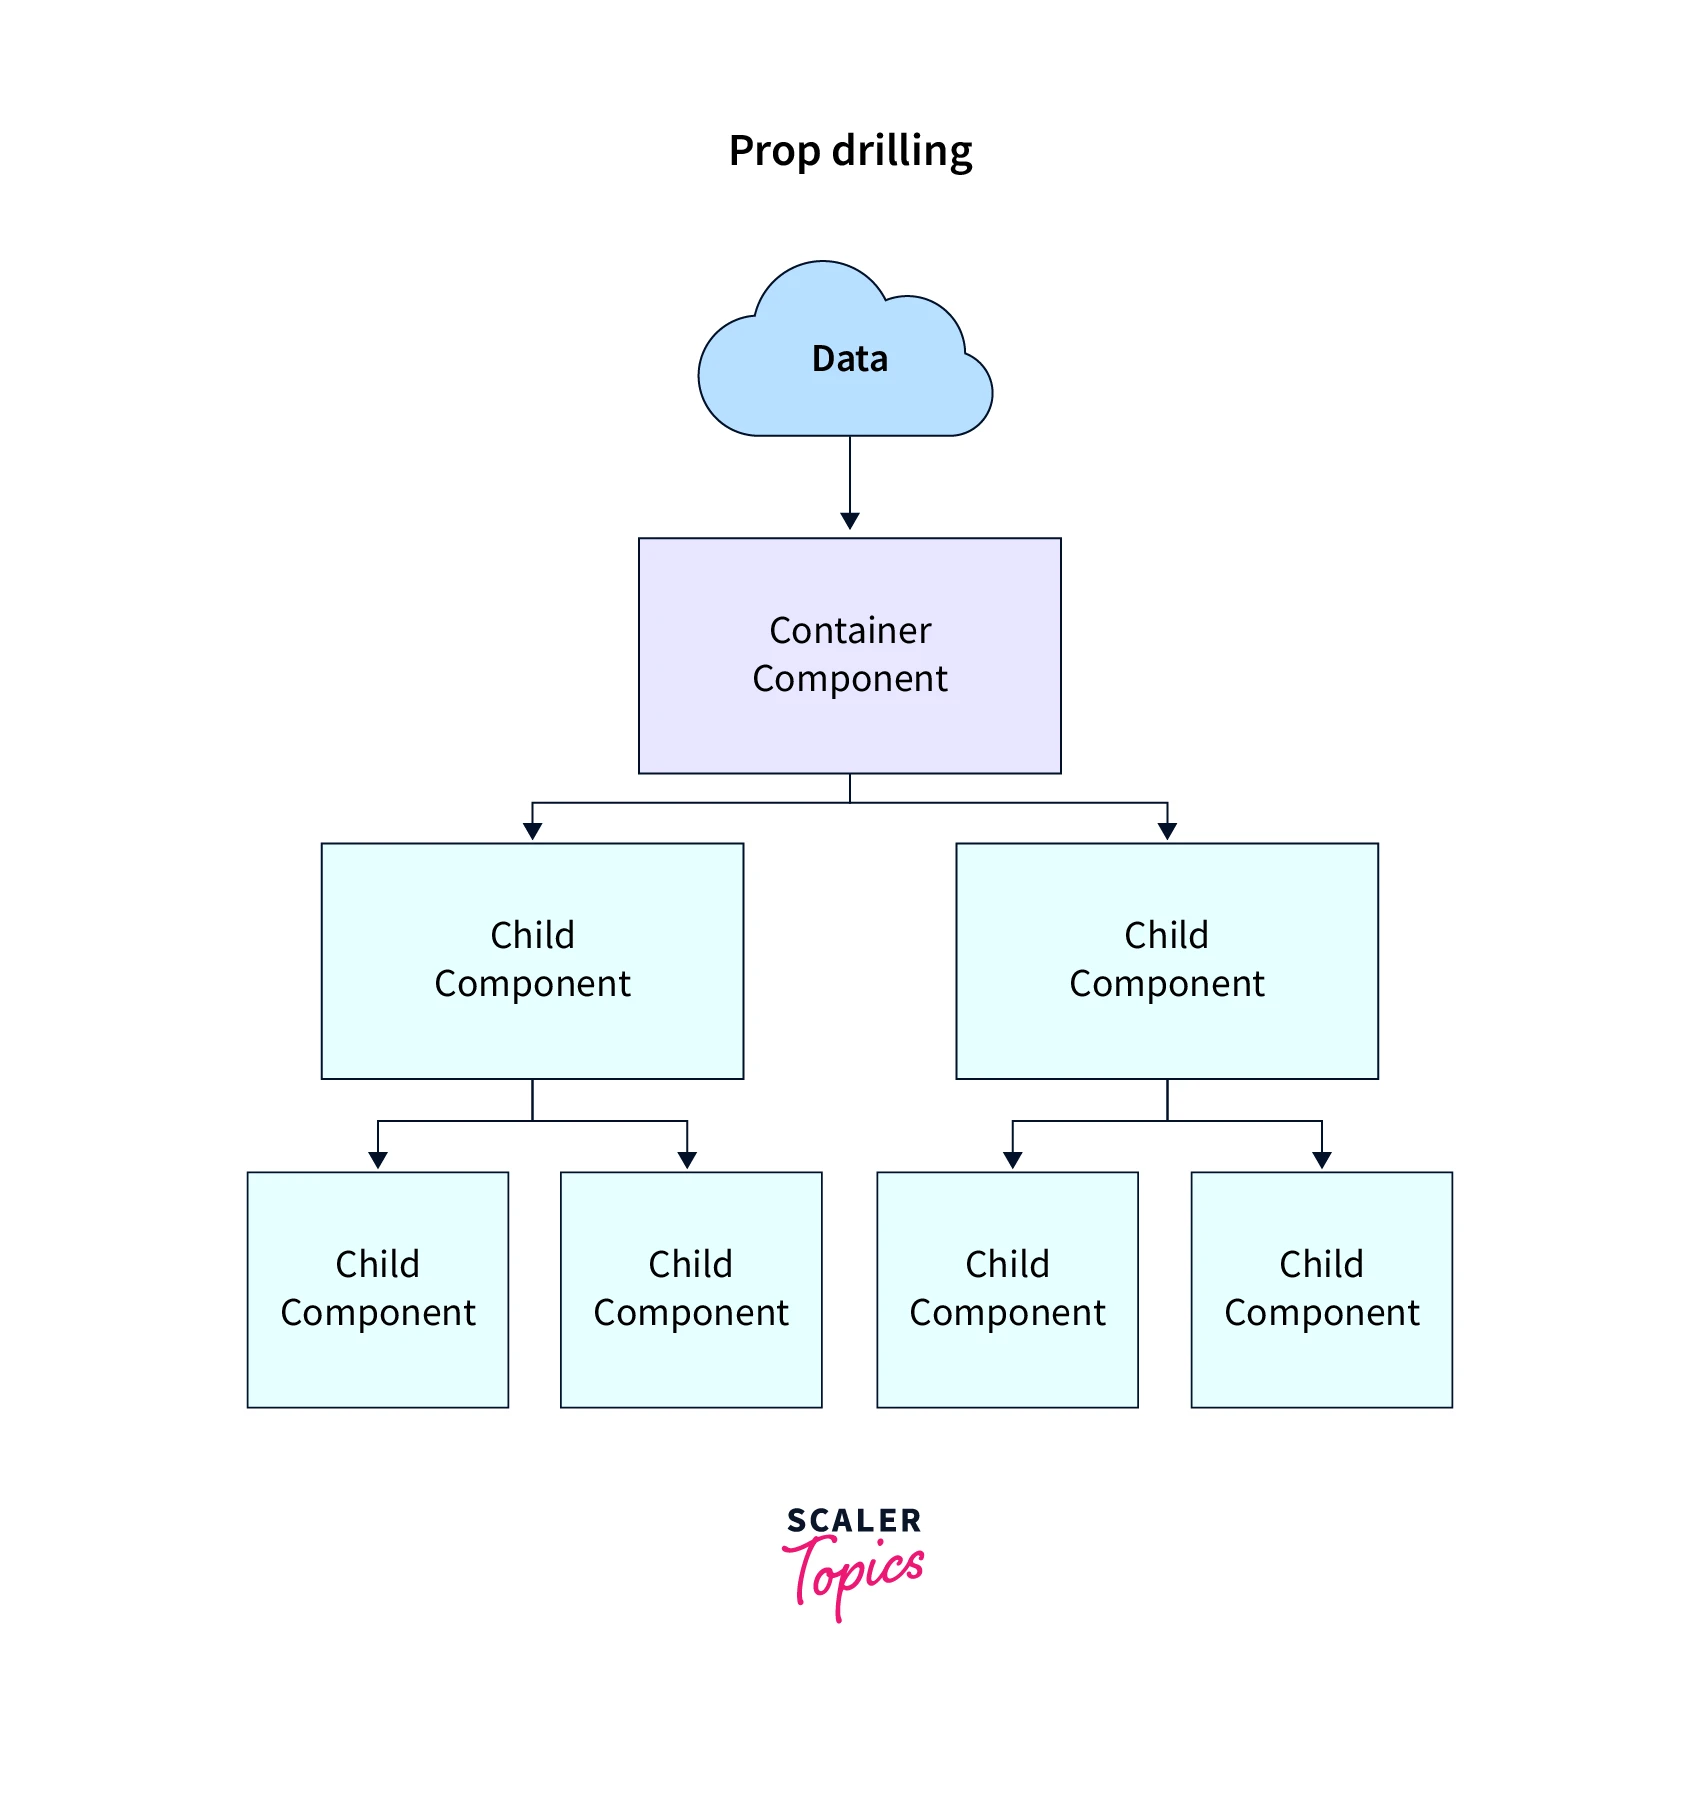 Prop drilling
Data
Container
Component
Child
Component
Child
Component
Child
Component
Child
Component
Child
Component
Child
Component
SCALER
Topics